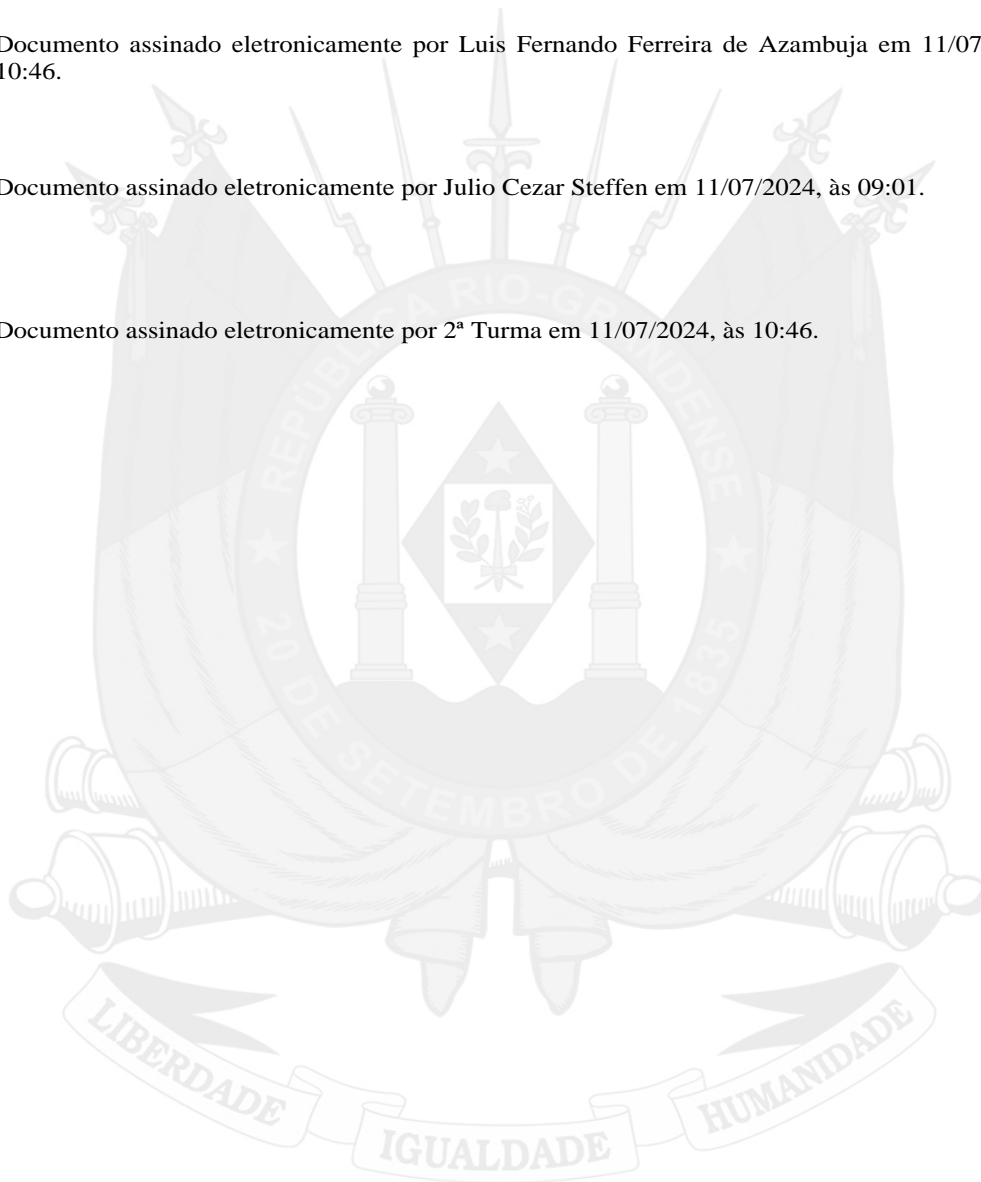 Documento assinado eletronicamente por Luis Fernando Ferreira de Azambuja em 11/07
10:46.
Documento assinado eletronicamente por Julio Cezar Steffen em 11/07/2024, às 09:01.
Documento assinado eletronicamente por 2ª Turma em 11/07/2024, às 10:46.
REPÚBLICA RIO-GRANDENSE
20 DE SETEMBRO DE 1835
LIBERDADE
IGUALDADE
HUMANIDADE